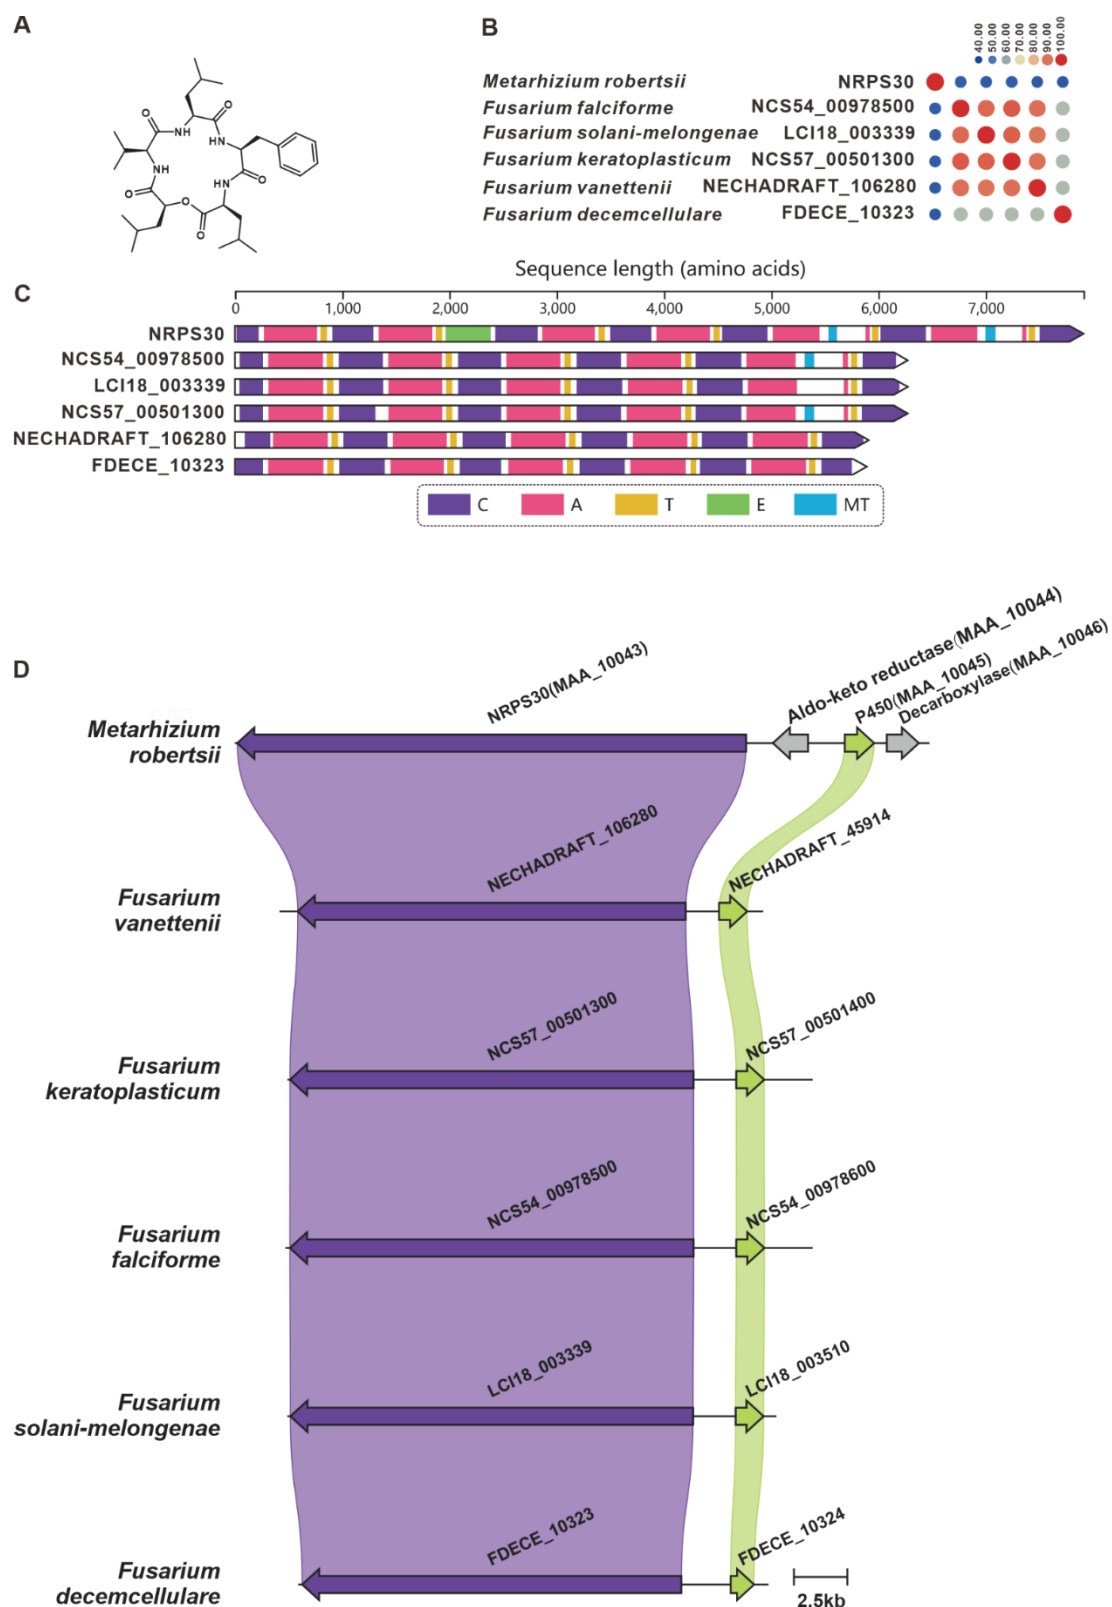 A
O
O
NH
NH
O
O
NH
NH
O
O
O
B
40.00
50.00
60.00
70.00
80.00
90.00
100.00
Metarhizium robertsii NRPS30
Fusarium falciforme NCS54_00978500
Fusarium solani-melongenae LCI18_003339
Fusarium keratoplasticum NCS57_00501300
Fusarium vanettenii NECHADRAFT_106280
Fusarium decemcellulare FDECE_10323
C
Sequence length (amino acids)
0 1,000 2,000 3,000 4,000 5,000 6,000 7,000
NRPS30
NCS54_00978500
LCI18_003339
NCS57_00501300
NECHADRAFT_106280
FDECE_10323
C A T E MT
D
NRPS30(MAA_10043)
Aldo-keto reductase(MAA_10044)
P450(MAA_10045)
Decarboxylase(MAA_10046)
Metarhizium
robertsii
NECHADRAFT_106280
NECHADRAFT_45914
Fusarium
vanettenii
NCS57_00501300
NCS57_00501400
Fusarium
keratoplasticum
NCS54_00978500
NCS54_00978600
Fusarium
falciforme
LCI18_003339
LCI18_003510
Fusarium
solani-melongenae
FDECE_10323
FDECE_10324
Fusarium
decemcellulare
2.5kb